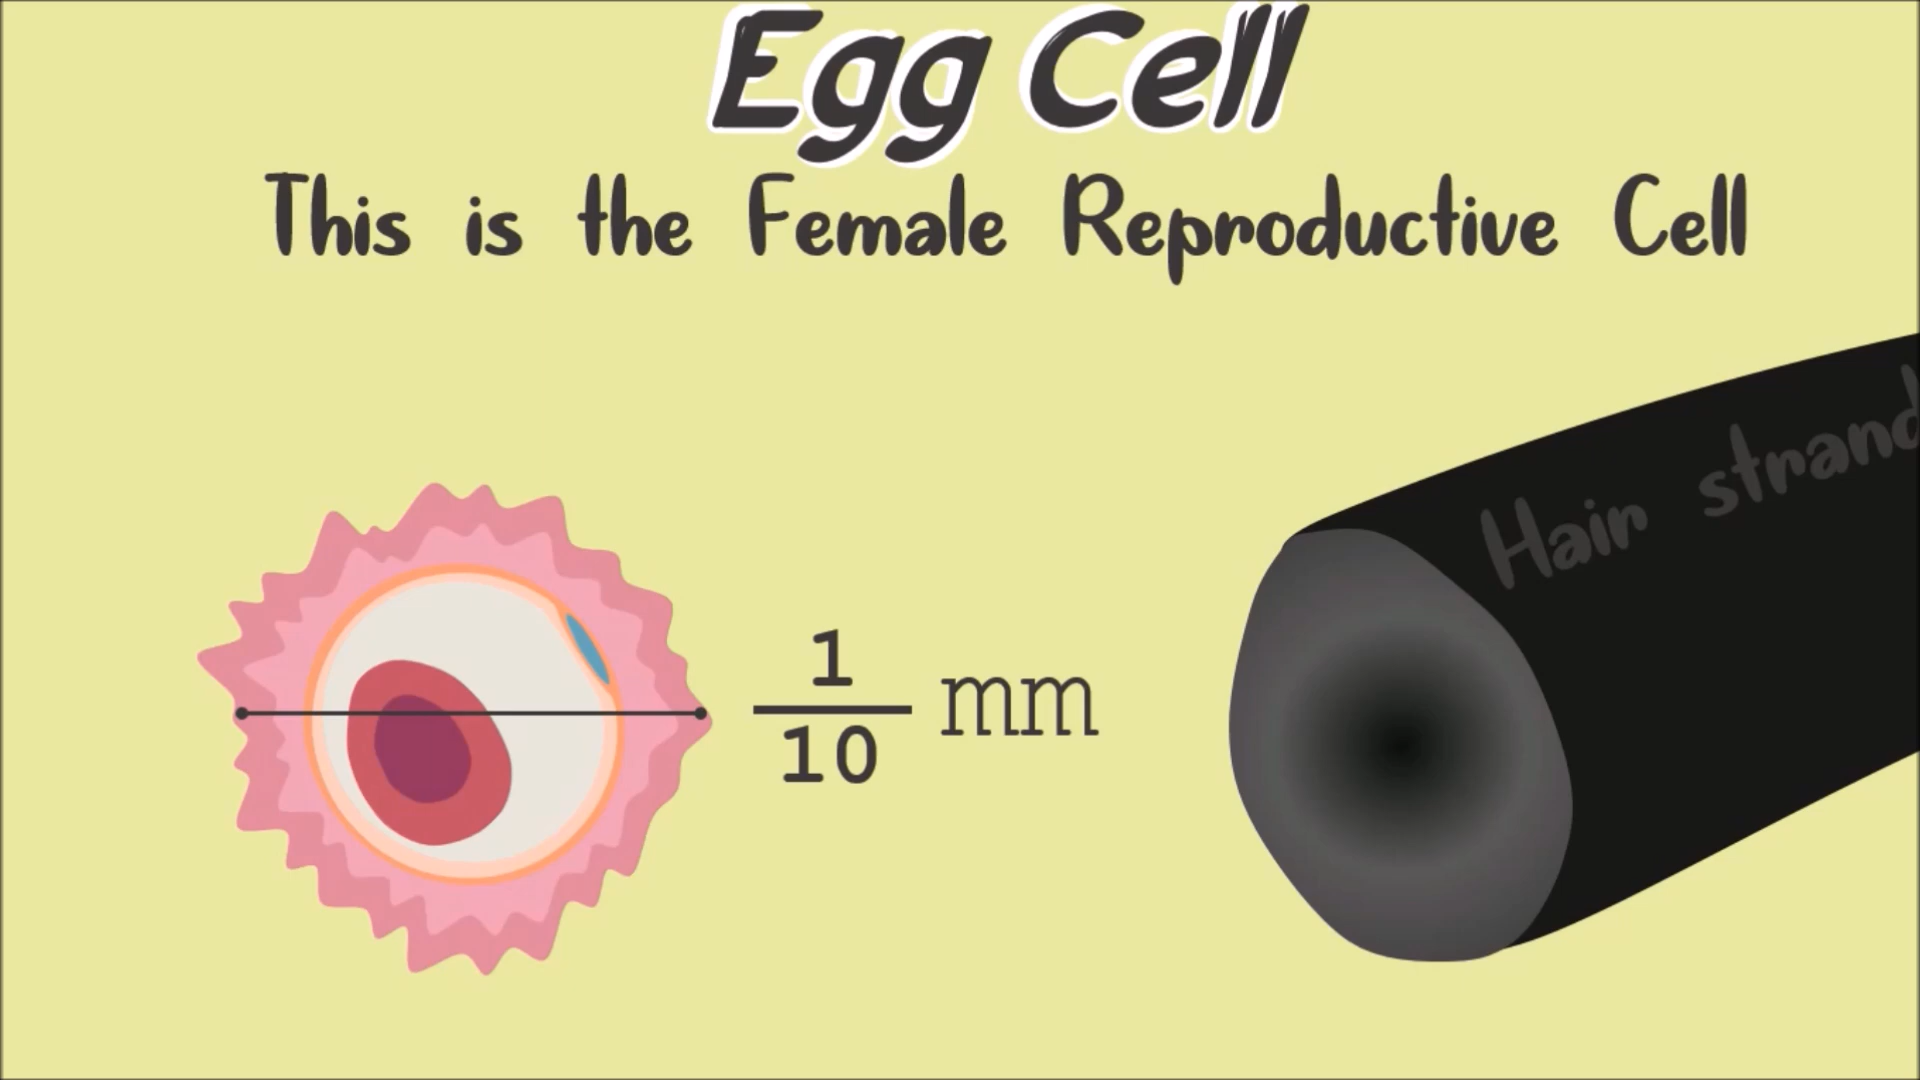 Egg Cell
This is the Female Reproductive Cell
Hair strand
1
10
mm